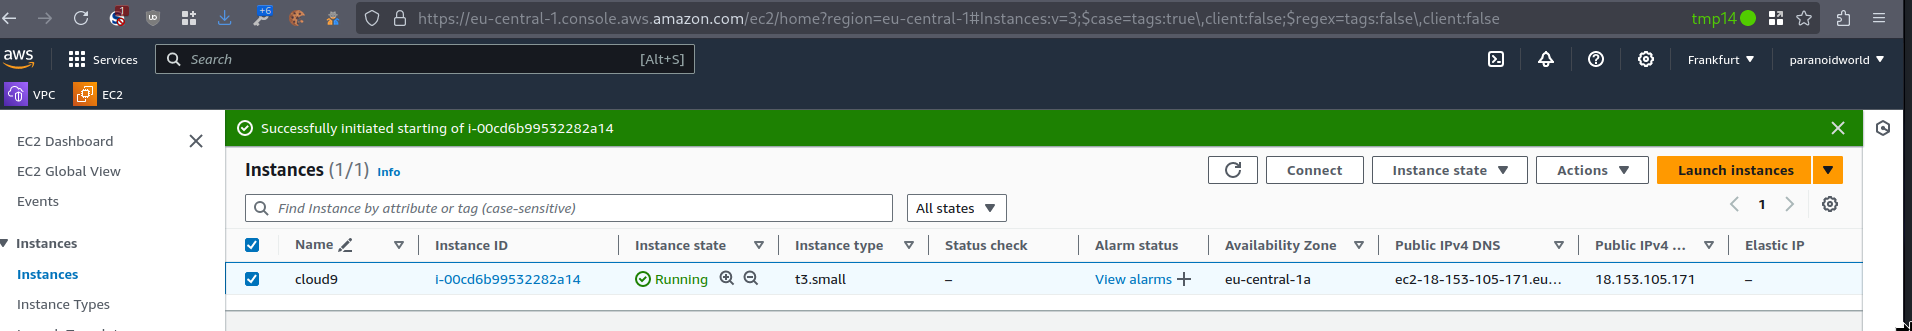 1
UD
+6
https://eu-central-1.console.aws.amazon.com/ec2/home?region=eu-central-1#Instances:v=3;$case=tags:true\,client:false;$regex=tags:false\,client:false
tmp14
aws
Services
Search
[Alt+S]
Frankfurt
paranoidworld
VPC
EC2
Successfully initiated starting of i-00cd6b99532282a14
EC2 Dashboard
EC2 Global View
Events
Instances
Instances
Instance Types
Instances (1/1) Info
Connect
Instance state
Actions
Launch instances
Find Instance by attribute or tag (case-sensitive)
All states
1
Name Instance ID Instance state Instance type Status check Alarm status Availability Zone Public IPv4 DNS Public IPv4 ... Elastic IP
cloud9 i-00cd6b99532282a14 Running t3.small – View alarms + eu-central-1a ec2-18-153-105-171.eu... 18.153.105.171 –